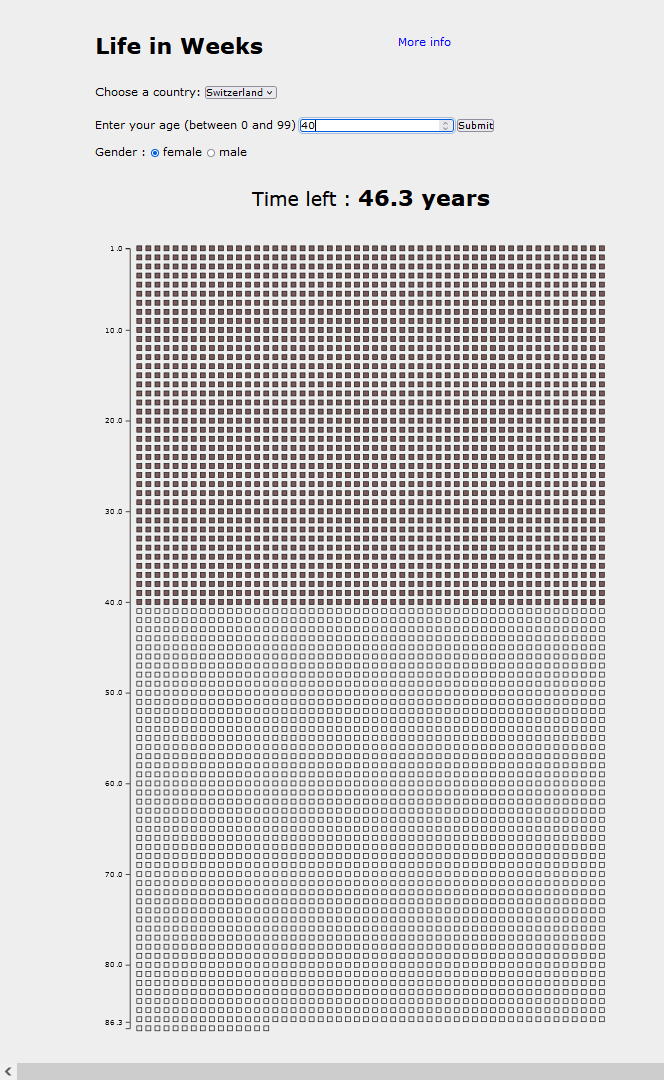 Life in Weeks
More info
Choose a country: Switzerland
Enter your age (between 0 and 99) 40 Submit
Gender : female male
Time left : 46.3 years
1.0
10.0
20.0
30.0
40.0
50.0
60.0
70.0
80.0
86.3